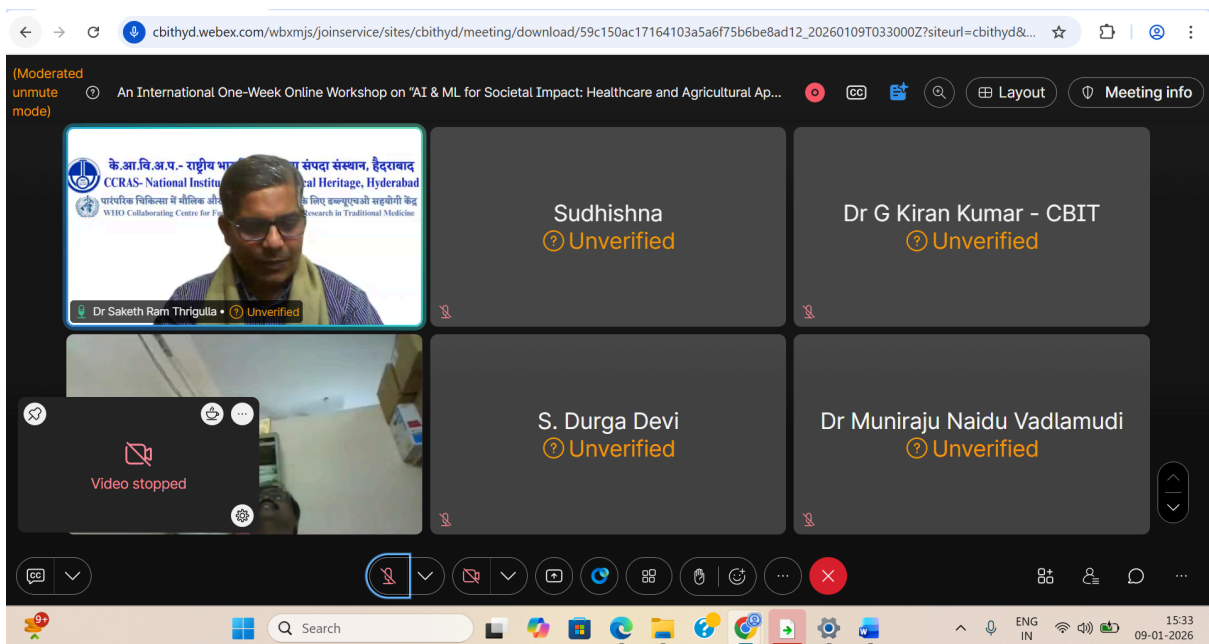 cbithyd.webex.com/wbxmjs/joinservice/sites/cbithyd/meeting/download/59c150ac17164103a5a6f75b6be8ad12_20260109T033000Z?siteurl=cbithyd&...
(Moderated
unmute
mode)
An International One-Week Online Workshop on "AI & ML for Societal Impact: Healthcare and Agricultural Ap...
CC
Layout
Meeting info
के.आ.वि.अ.प.- राष्ट्रीय
संपदा संस्थान, हैदराबाद
CCRAS- National
Heritage, Hyderabad
पारंपरिक चिकित्सा में मौलिक
के लिए डब्ल्यूएचओ सहयोगी केंद्र
WHO Collaborating Centre for
Research in Traditional Medicine
Dr Saketh Ram Thrigulla • Unverified
Sudhishna
Unverified
Dr G Kiran Kumar - CBIT
Unverified
Video stopped
S. Durga Devi
Unverified
Dr Muniraju Naidu Vadlamudi
Unverified
CC
9+
Search
ENG
IN
15:33
09-01-2026